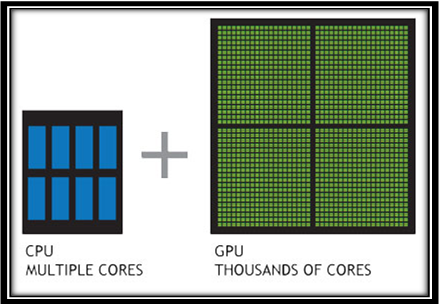 CPU
MULTIPLE CORES
GPU
THOUSANDS OF CORES